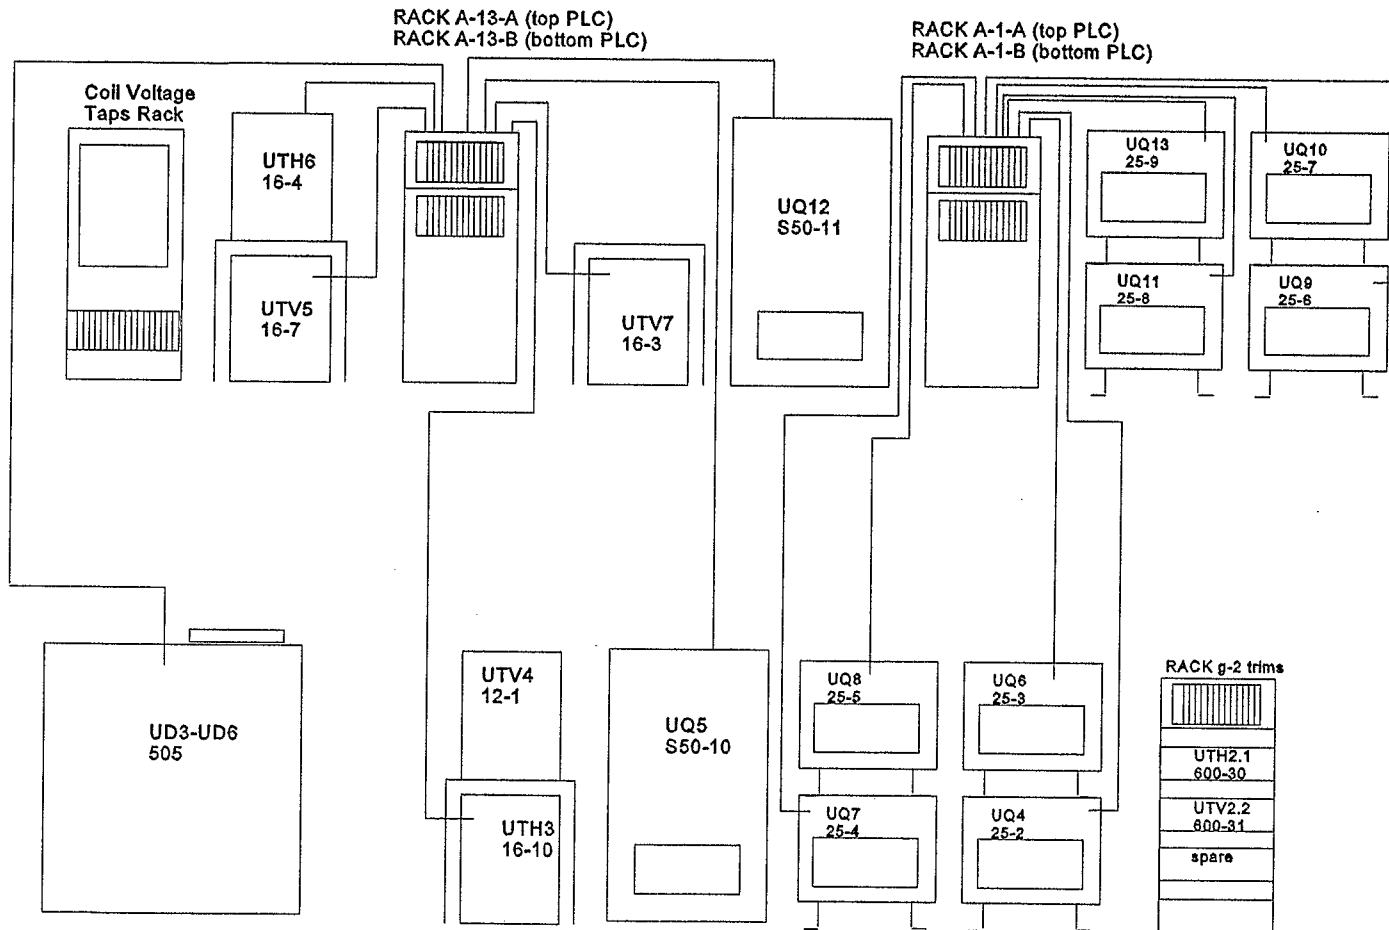 RACK A-13-A (top PLC)
RACK A-13-B (bottom PLC)
RACK A-1-A (top PLC)
RACK A-1-B (bottom PLC)
Coil Voltage
Taps Rack
UTH6
16-4
UTV5
16-7
UTV7
16-3
UQ12
S50-11
UQ13
25-9
UQ10
25-7
UQ11
25-8
UQ9
25-6
UD3-UD6
505
UTV4
12-1
UTH3
16-10
UQ5
S50-10
UQ8
25-5
UQ6
25-3
UQ7
25-4
UQ4
25-2
RACK g-2 trims
UTH2.1
600-30
UTV2.2
600-31
spare